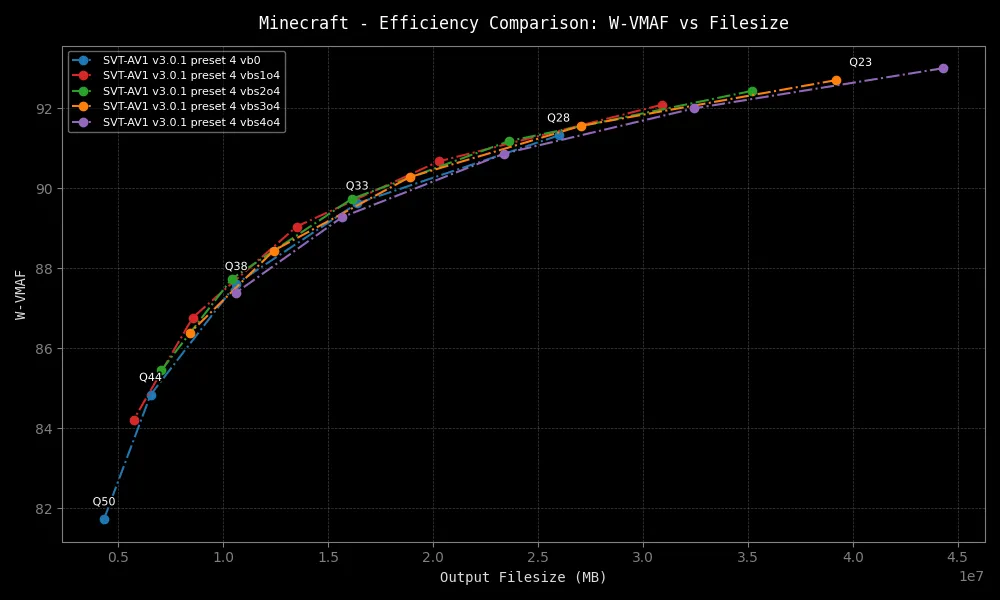 Minecraft - Efficiency Comparison: W-VMAF vs Filesize
SVT-AV1 v3.0.1 preset 4 vb0
SVT-AV1 v3.0.1 preset 4 vbs1o4
SVT-AV1 v3.0.1 preset 4 vbs2o4
SVT-AV1 v3.0.1 preset 4 vbs3o4
SVT-AV1 v3.0.1 preset 4 vbs4o4
Q23
Q28
Q33
Q38
Q44
Q50
W-VMAF
92
90
88
86
84
82
0.5 1.0 1.5 2.0 2.5 3.0 3.5 4.0 4.5
1e7
Output Filesize (MB)